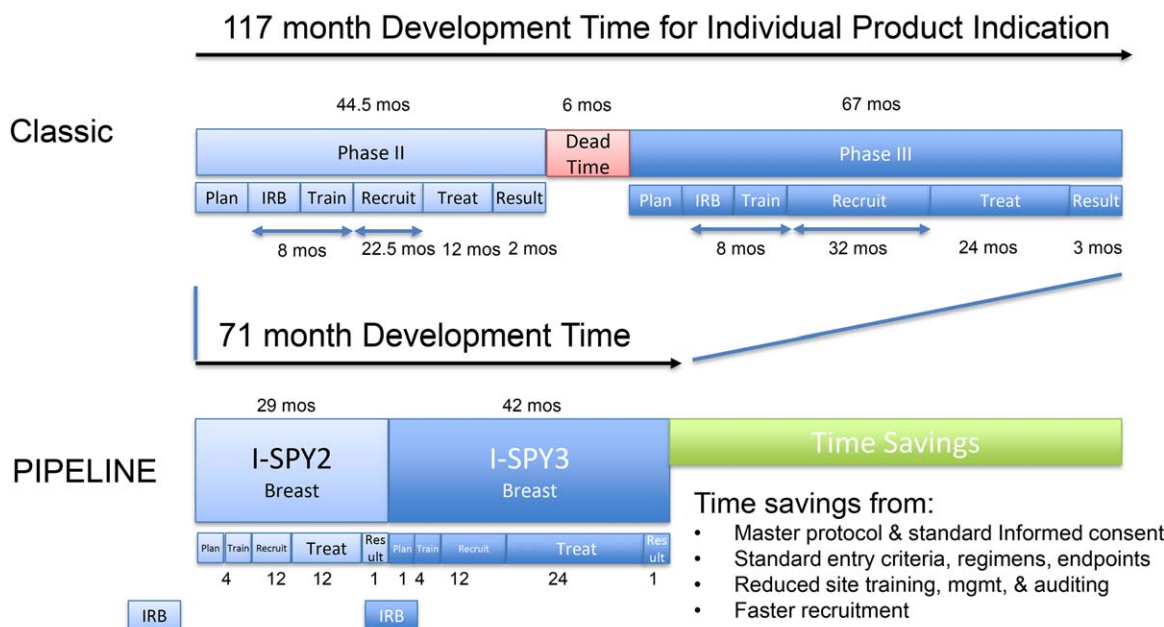 117 month Development Time for Individual Product Indication
Classic
44.5 mos
6 mos
67 mos
Phase II
Dead
Time
Phase III
Plan
IRB
Train
Recruit
Treat
Result
Plan
IRB
Train
Recruit
Treat
Result
8 mos
22.5 mos
12 mos
2 mos
8 mos
32 mos
24 mos
3 mos
71 month Development Time
29 mos
42 mos
PIPELINE
I-SPY2
Breast
I-SPY3
Breast
Time Savings
Plan
Train
Recruit
Treat
Res
ult
Plan
Train
Recruit
Treat
Res
ult
4
12
12
1
1
4
12
24
1
IRB
IRB
Time savings from:
• Master protocol & standard Informed consent
• Standard entry criteria, regimens, endpoints
• Reduced site training, mgmt, & auditing
• Faster recruitment